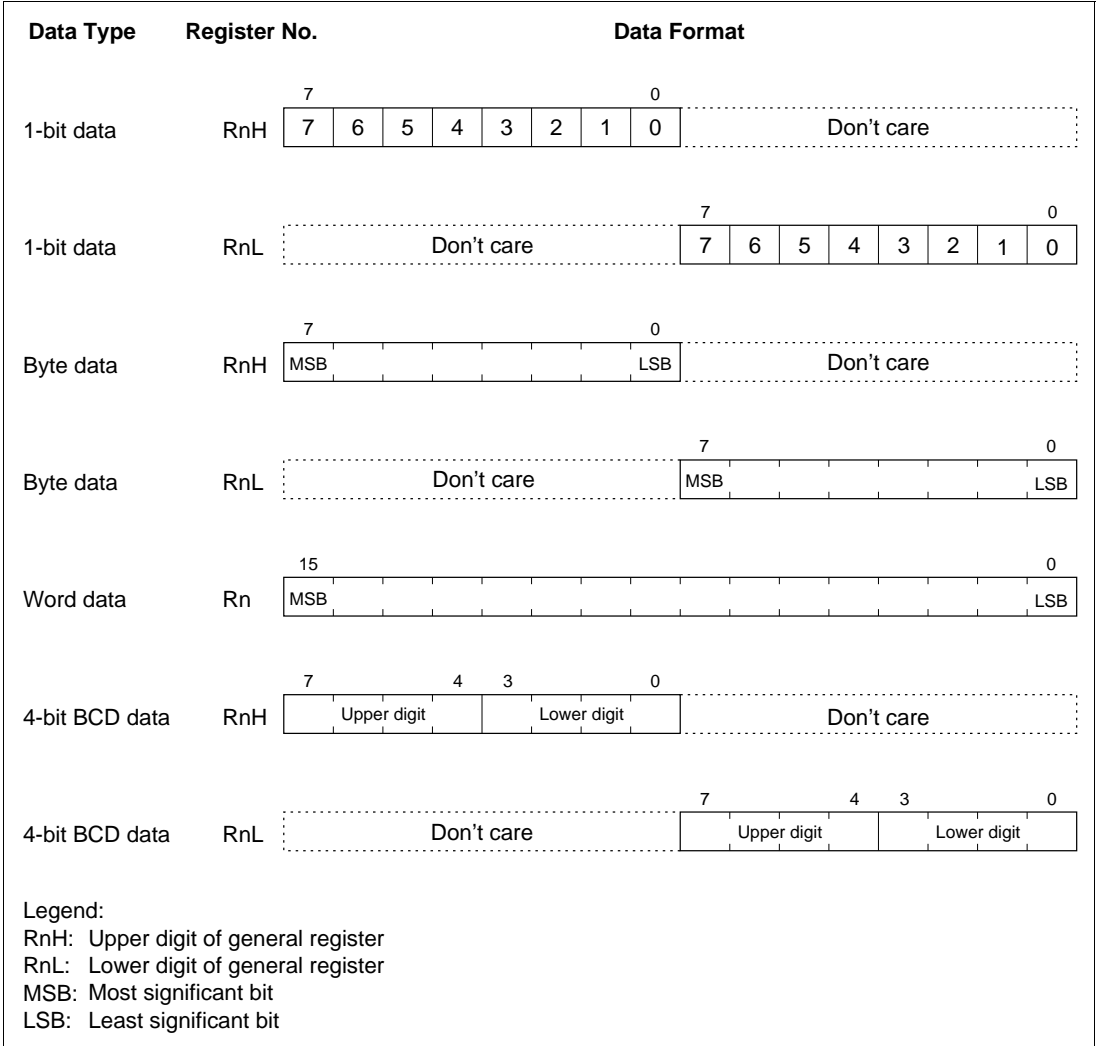 Data Type Register No. Data Format
7 0
1-bit data RnH 7 6 5 4 3 2 1 0 Don't care
7 0
1-bit data RnL Don't care 7 6 5 4 3 2 1 0
7 0
Byte data RnH MSB LSB Don't care
7 0
Byte data RnL Don't care MSB LSB
15 0
Word data Rn MSB LSB
7 4 3 0
4-bit BCD data RnH Upper digit Lower digit Don't care
7 4 3 0
4-bit BCD data RnL Don't care Upper digit Lower digit
Legend:
RnH: Upper digit of general register
RnL: Lower digit of general register
MSB: Most significant bit
LSB: Least significant bit